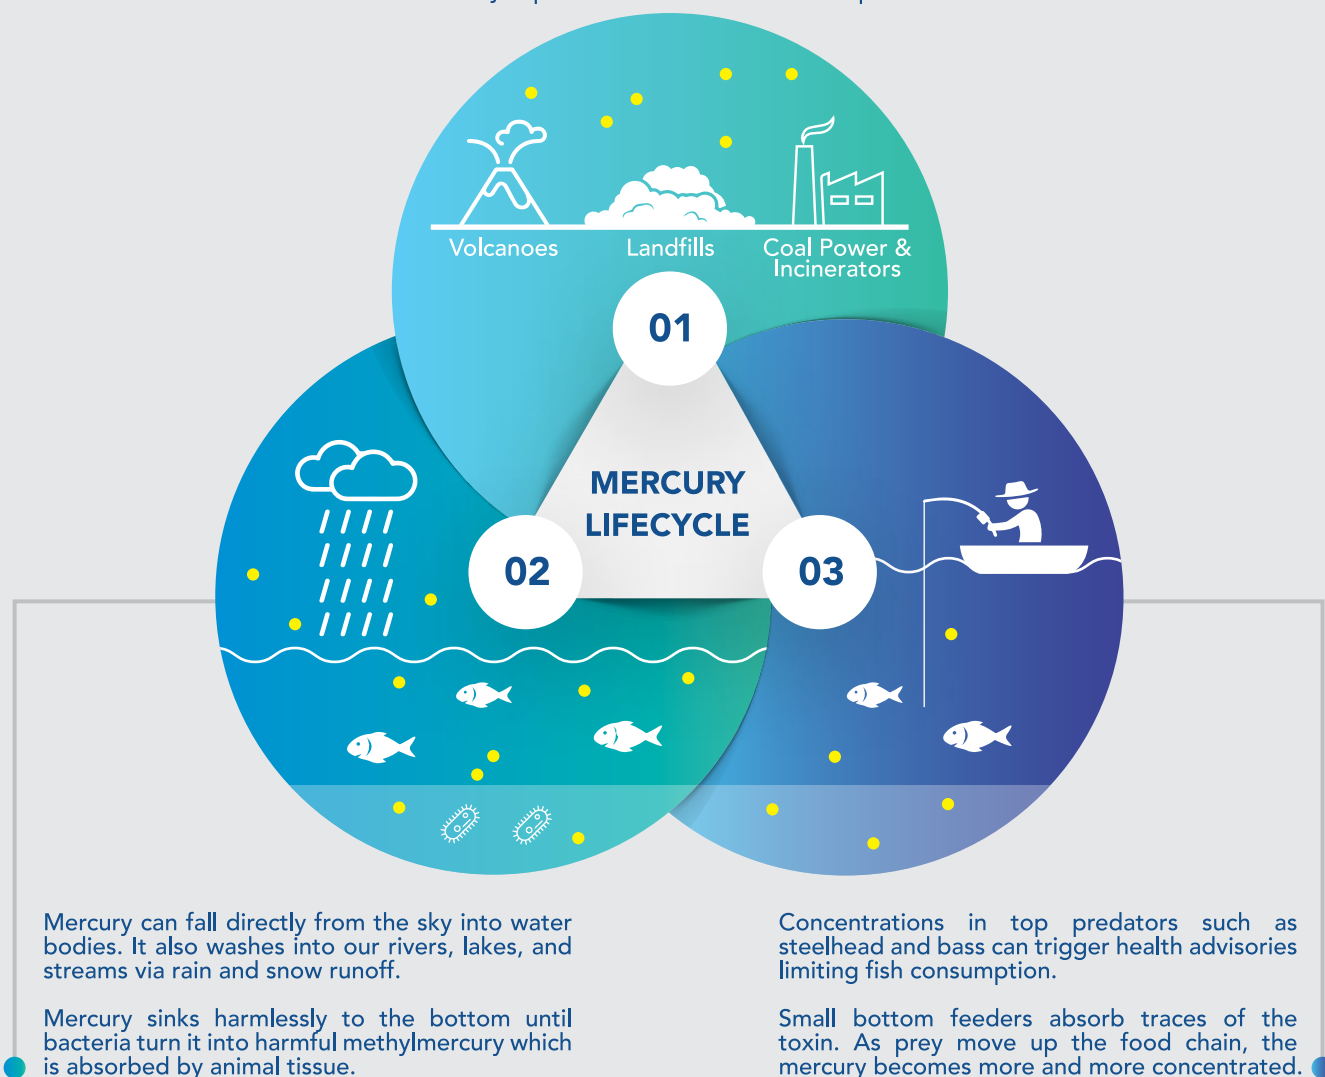 Volcanoes
Landfills
Coal Power &
Incinerators
01
MERCURY
LIFECYCLE
02
03
Mercury can fall directly from the sky into water
bodies. It also washes into our rivers, lakes, and
streams via rain and snow runoff.
Mercury sinks harmlessly to the bottom until
bacteria turn it into harmful methylmercury which
is absorbed by animal tissue.
Concentrations in top predators such as
steelhead and bass can trigger health advisories
limiting fish consumption.
Small bottom feeders absorb traces of the
toxin. As prey move up the food chain, the
mercury becomes more and more concentrated.